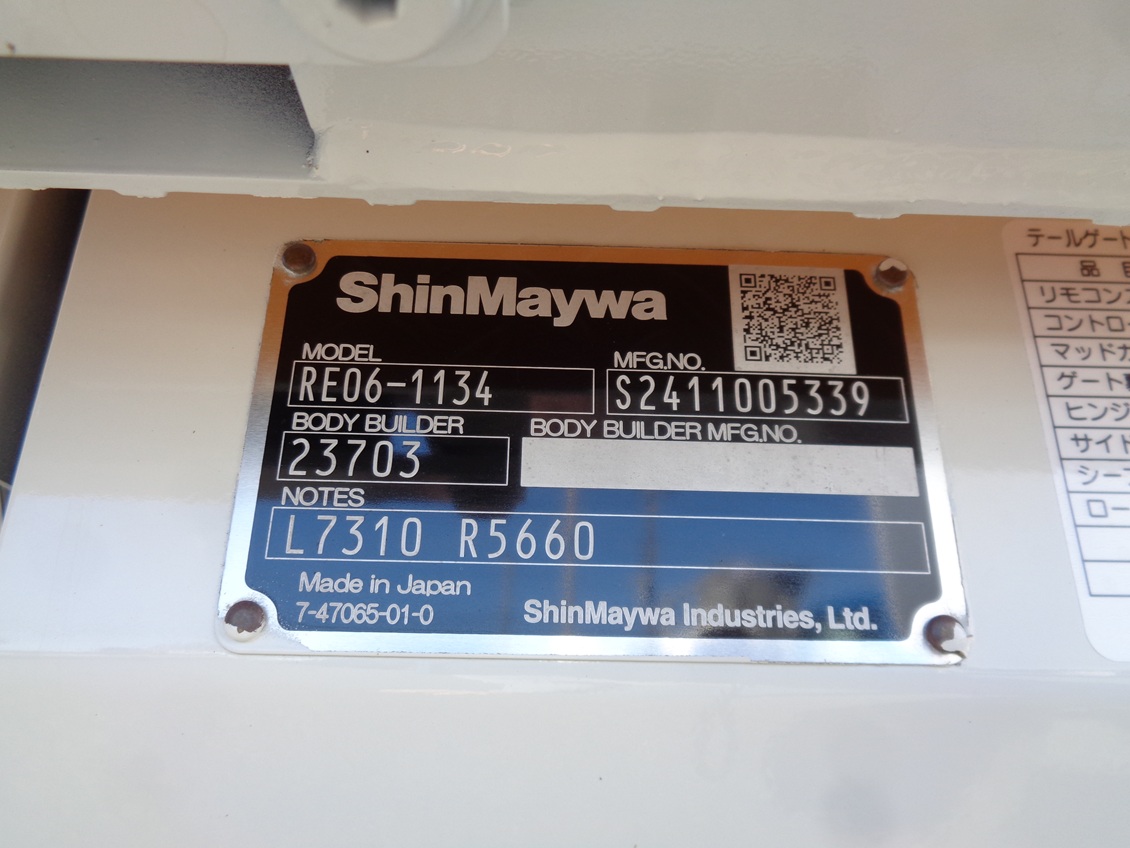 ShinMaywa
MODEL
RE06-1134
MFG.NO.
S2411005339
BODY BUILDER
23703
BODY BUILDER MFG.NO.
NOTES
L7310 R5660
Made in Japan
7-47065-01-0
ShinMaywa Industries, Ltd.
テールゲート
品
リモコン
コントロー
マッドガ
ゲート
ヒンジ
サイト
シー
ロー